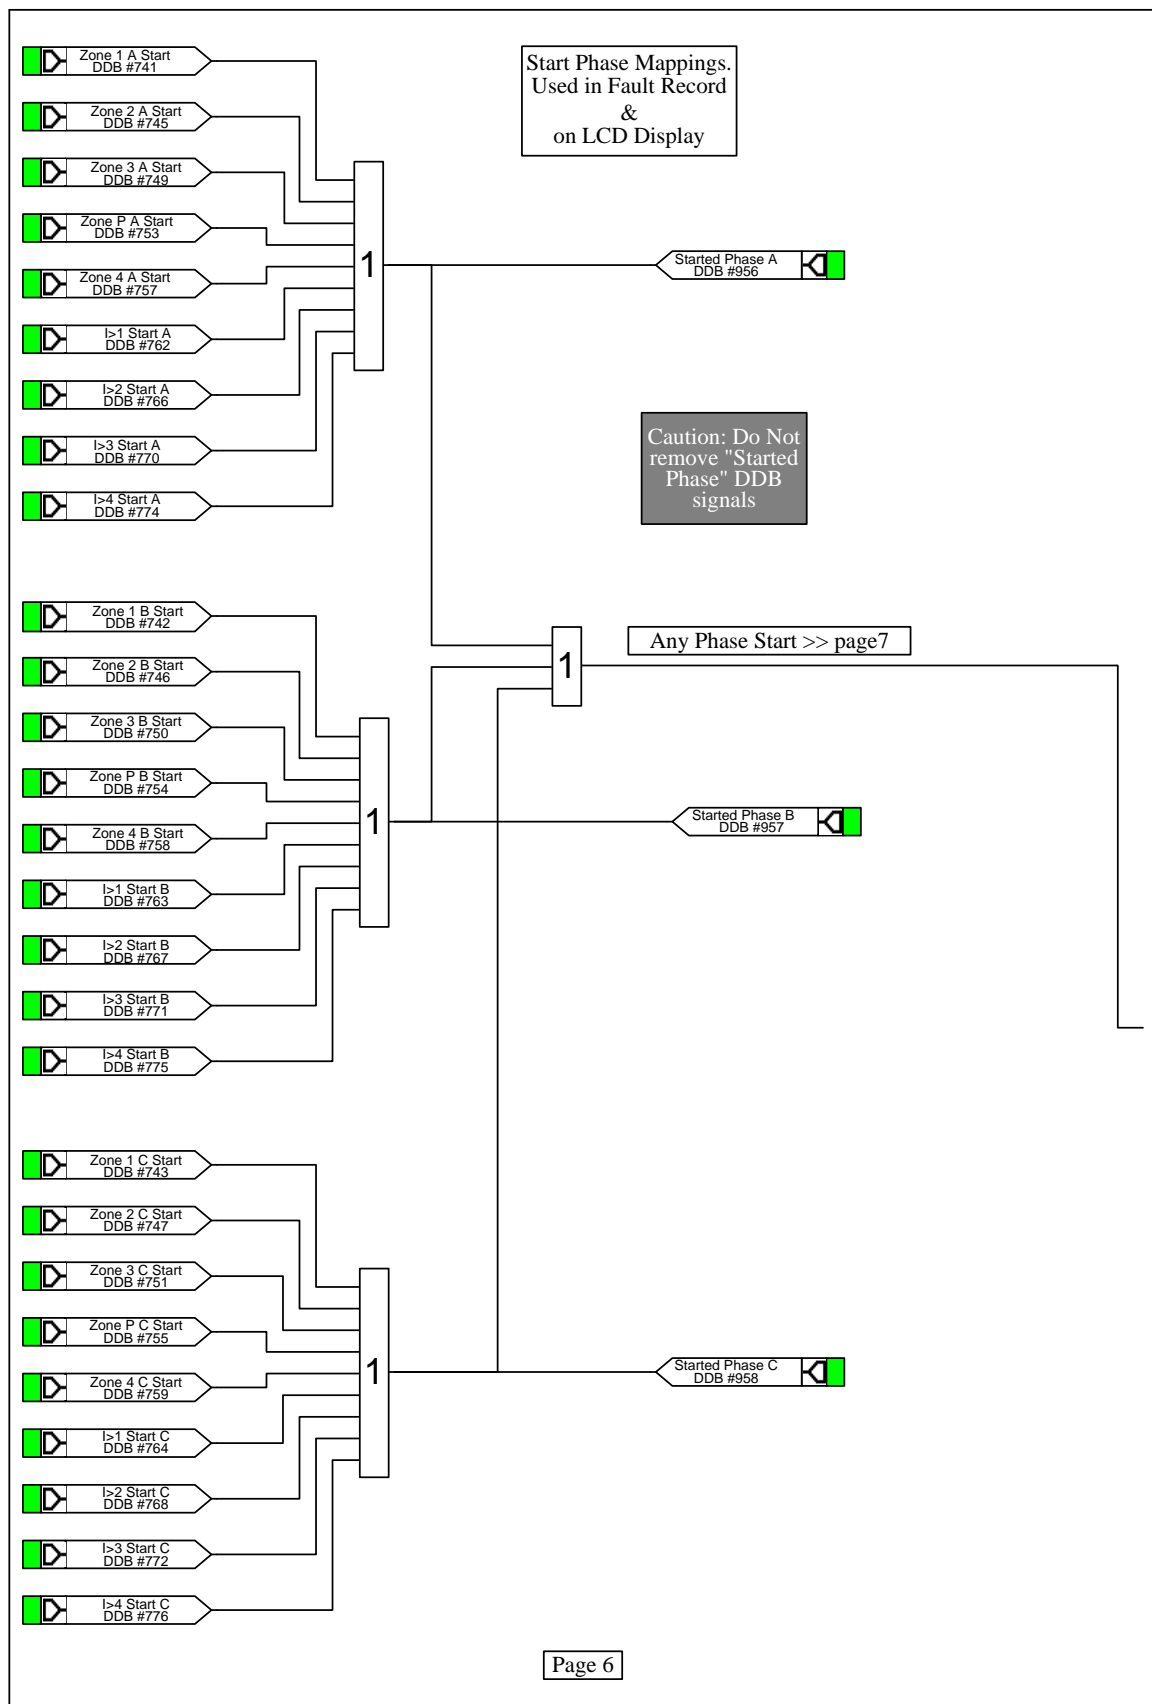 Zone 1 A Start
DDB #741
Zone 2 A Start
DDB #745
Zone 3 A Start
DDB #749
Zone P A Start
DDB #753
Zone 4 A Start
DDB #757
I>1 Start A
DDB #762
I>2 Start A
DDB #766
I>3 Start A
DDB #770
I>4 Start A
DDB #774
1
Start Phase Mappings.
Used in Fault Record
&
on LCD Display
Started Phase A
DDB #956
Caution: Do Not
remove "Started
Phase" DDB
signals
Zone 1 B Start
DDB #742
Zone 2 B Start
DDB #746
Zone 3 B Start
DDB #750
Zone P B Start
DDB #754
Zone 4 B Start
DDB #758
I>1 Start B
DDB #763
I>2 Start B
DDB #767
I>3 Start B
DDB #771
I>4 Start B
DDB #775
1
1
Any Phase Start >> page7
Started Phase B
DDB #957
Zone 1 C Start
DDB #743
Zone 2 C Start
DDB #747
Zone 3 C Start
DDB #751
Zone P C Start
DDB #755
Zone 4 C Start
DDB #759
I>1 Start C
DDB #764
I>2 Start C
DDB #768
I>3 Start C
DDB #772
I>4 Start C
DDB #776
1
Started Phase C
DDB #958
Page 6